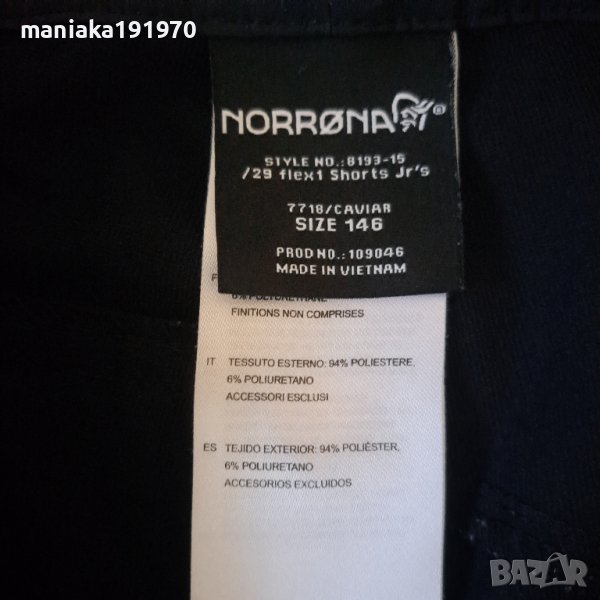 maniaka191970
NORRØNA®
STYLE NO.:8193-15
/29 flex1 Shorts Jr's
7718/CAVIAR
SIZE 146
PROD NO.:109046
MADE IN VIETNAM
6% POLYURETHANE
FINITIONS NON COMPRISES
IT TESSUTO ESTERNO: 94% POLIESTERE,
6% POLIURETANO
ACCESSORI ESCLUSI
ES TEJIDO EXTERIOR: 94% POLIÉSTER,
6% POLIURETANO
ACCESORIOS EXCLUIDOS
BAZAR